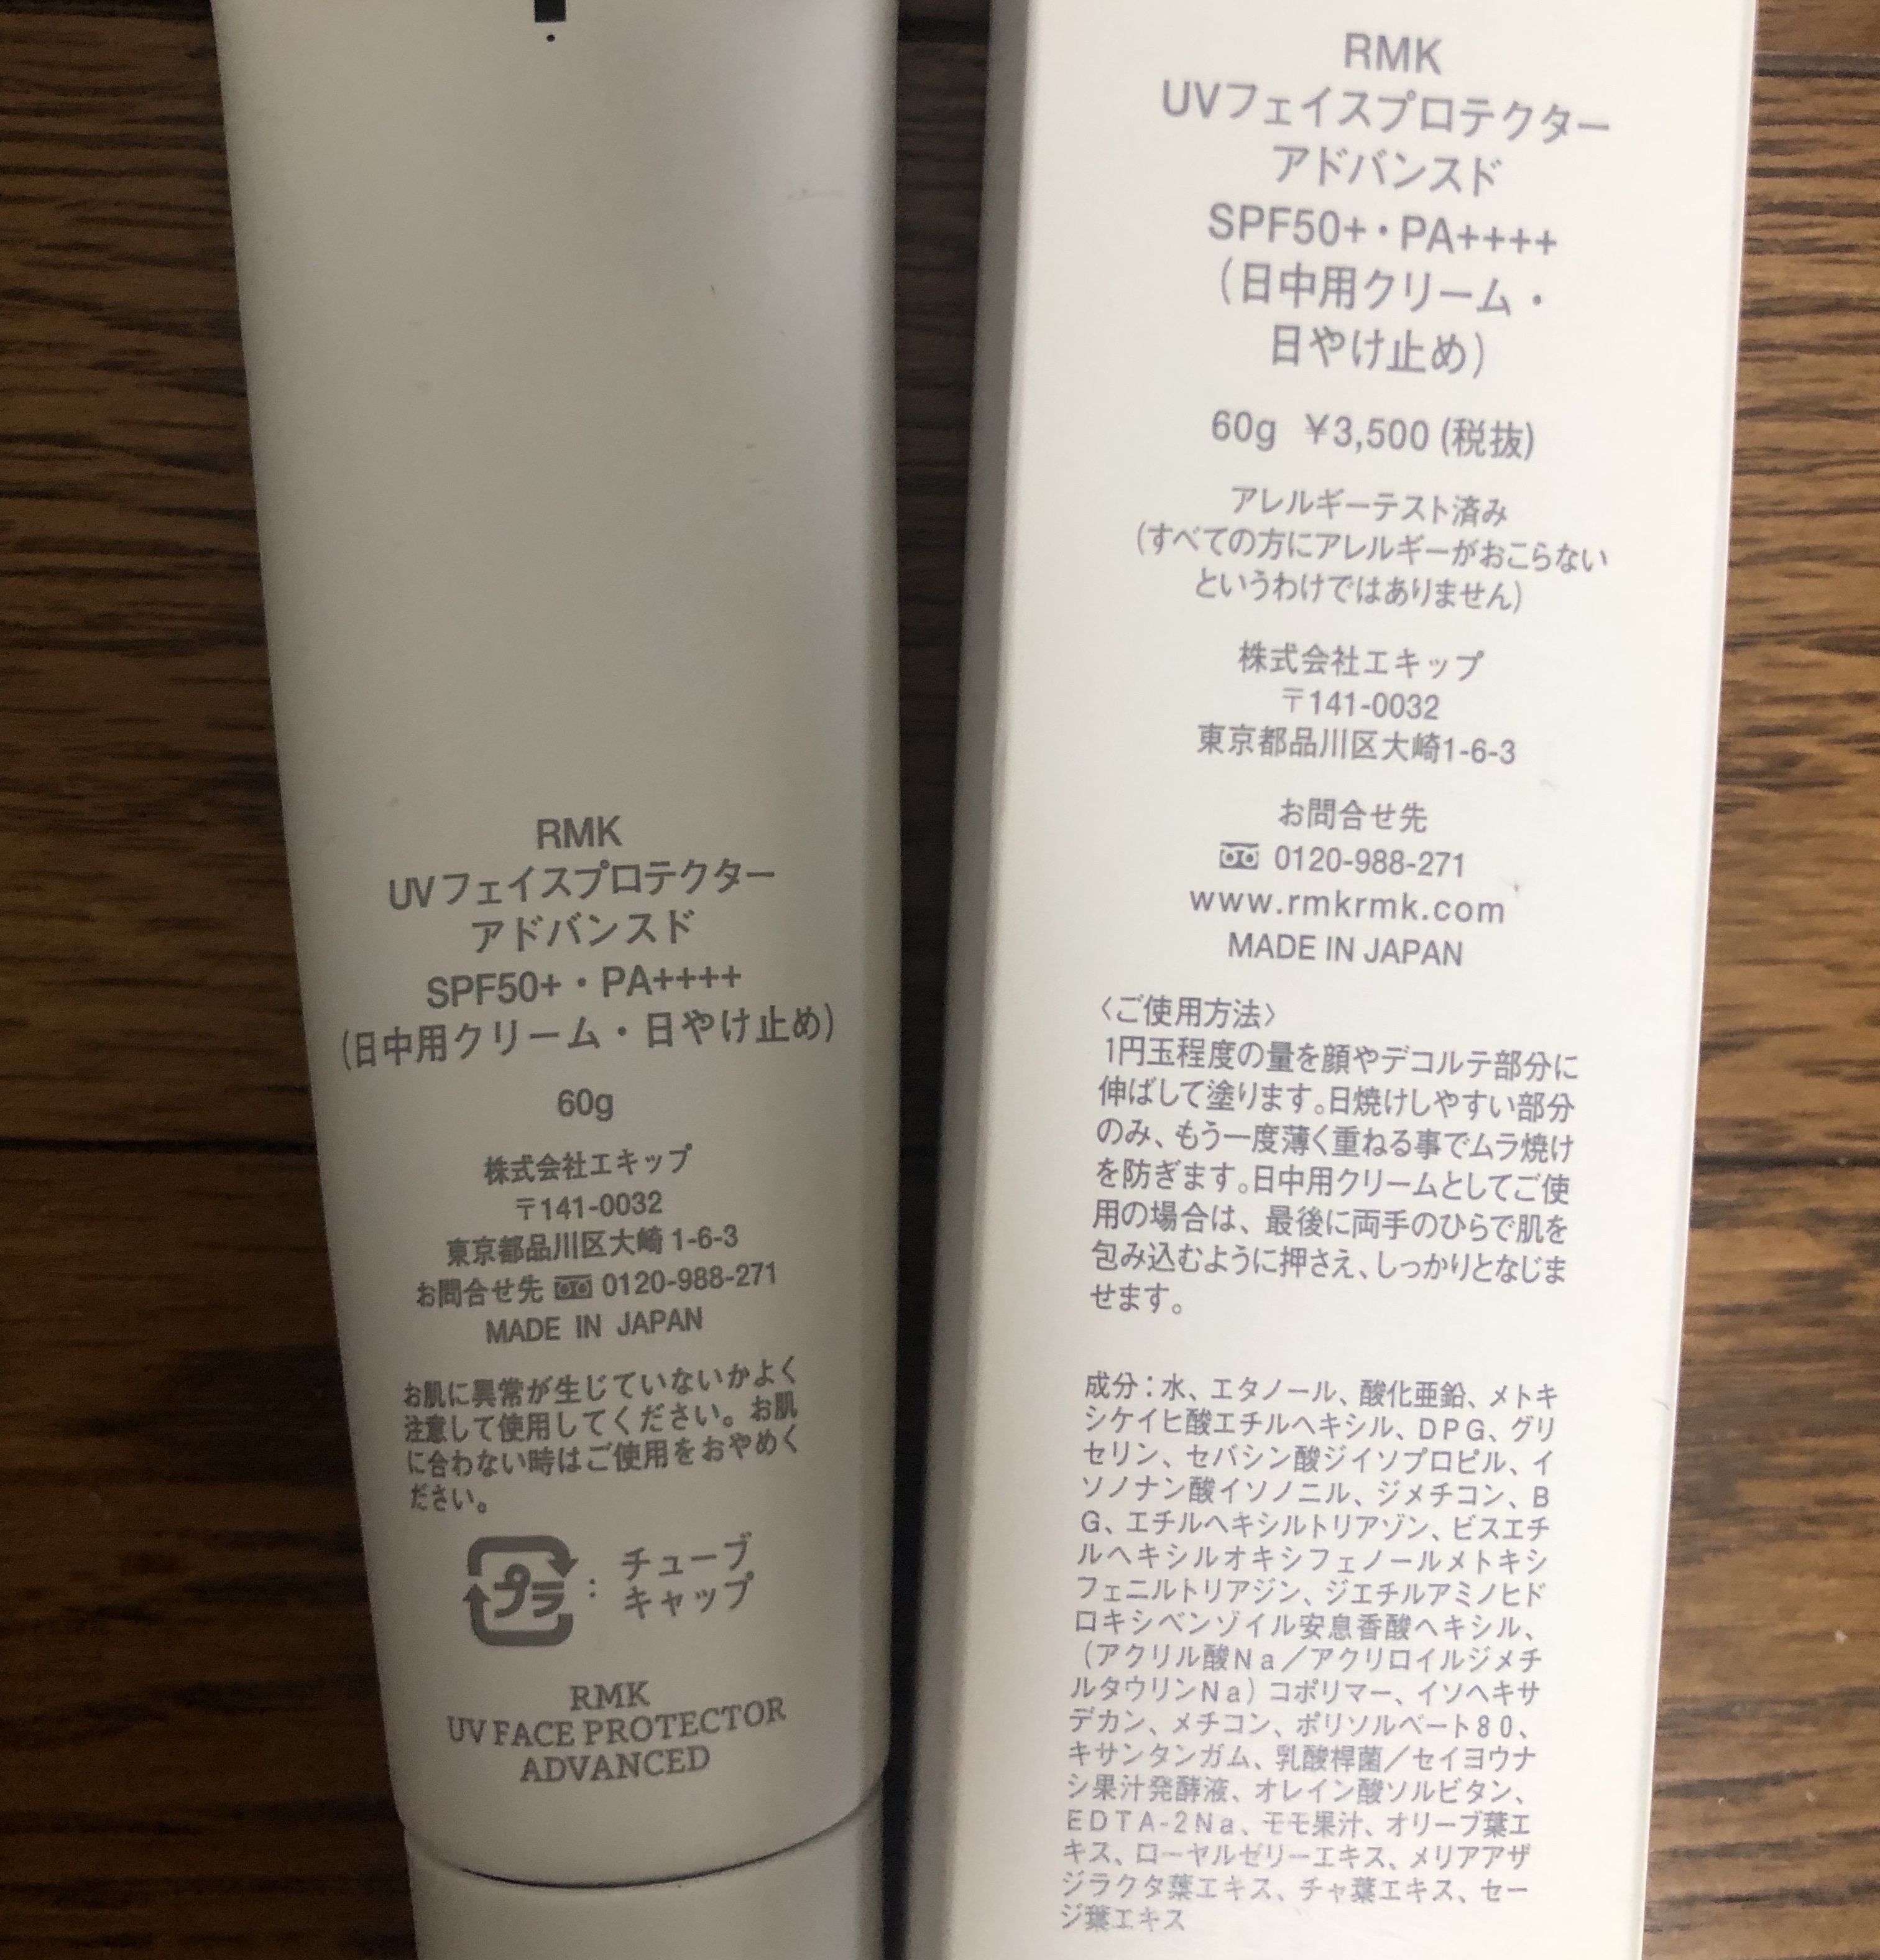 RMK
UVフェイスプロテクター
アドバンスド
SPF50+・PA++++
(日中用クリーム・日やけ止め)
60g
株式会社エキップ
〒141-0032
東京都品川区大崎 1-6-3
お問合せ先 0120-988-271
MADE IN JAPAN
お肌に異常が生じていないかよく
注意して使用してください。お肌
に合わない時はご使用をおやめく
ださい。
プラ : チューブ
キャップ
RMK
UV FACE PROTECTOR
ADVANCED
RMK
UVフェイスプロテクター
アドバンスド
SPF50+・PA++++
(日中用クリーム・
日やけ止め)
60g ¥3,500 (税抜)
アレルギーテスト済み
(すべての方にアレルギーがおこらない
というわけではありません)
株式会社エキップ
〒141-0032
東京都品川区大崎1-6-3
お問合せ先
0120-988-271
www.rmkrmk.com
MADE IN JAPAN
〈ご使用方法〉
1円玉程度の量を顔やデコルテ部分に
伸ばして塗ります。日焼けしやすい部分
のみ、もう一度薄く重ねる事でムラ焼け
を防ぎます。日中用クリームとしてご使
用の場合は、最後に両手のひらで肌を
包み込むように押さえ、しっかりとなじま
せます。
成分：水、エタノール、酸化亜鉛、メトキ
シケイヒ酸エチルヘキシル、DPG、グリ
セリン、セバシン酸ジイソプロピル、イ
ソノナン酸イソノニル、ジメチコン、B
G、エチルヘキシルトリアゾン、ビスエチ
ルヘキシルオキシフェノールメトキシ
フェニルトリアジン、ジエチルアミノヒド
ロキシベンゾイル安息香酸ヘキシル、
(アクリル酸Na／アクリロイルジメチ
ルタウリンNa) コポリマー、イソヘキサ
デカン、メチコン、ポリソルベート80、
キサンタンガム、乳酸桿菌／セイヨウナ
シ果汁発酵液、オレイン酸ソルビタン、
EDTA-2Na、モモ果汁、オリーブ葉エ
キス、ローヤルゼリーエキス、メリアアザ
ジラクタ葉エキス、チャ葉エキス、セー
ジ葉エキス